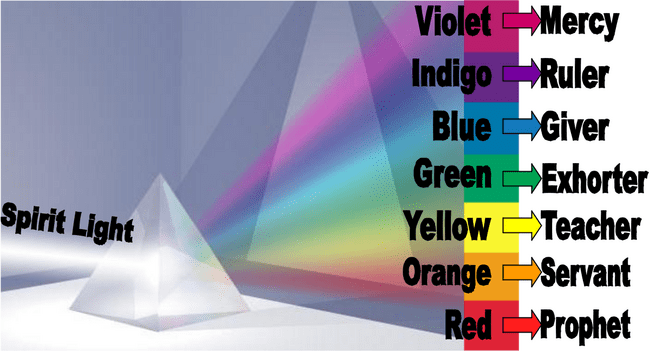 Violet Mercy
Indigo Ruler
Blue Giver
Green Exhorter
Spirit Light
Yellow Teacher
Orange Servant
Red Prophet